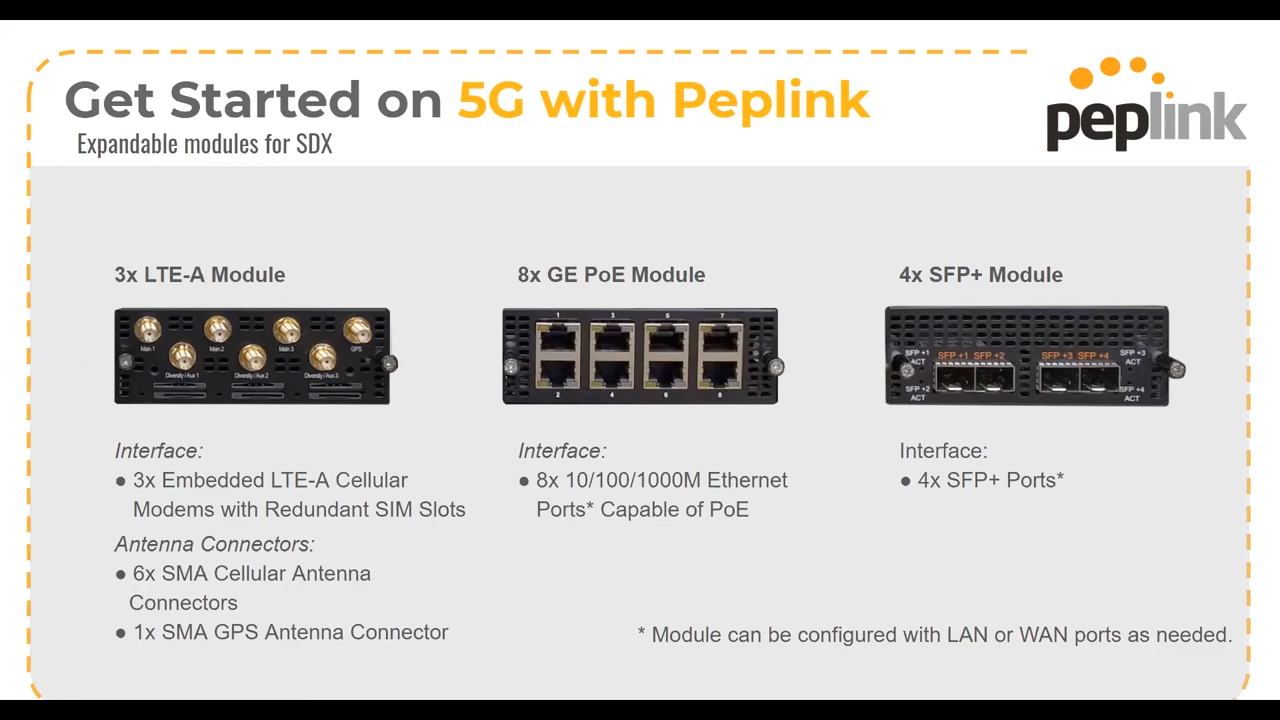 Get Started on 5G with Peplink
Expandable modules for SDX
peplink
3x LTE-A Module
Main 1
Main 2
Main 3
GPS
Diversity / Aux 1
Diversity / Aux 2
Diversity / Aux 3
Interface:
● 3x Embedded LTE-A Cellular
Modems with Redundant SIM Slots
Antenna Connectors:
● 6x SMA Cellular Antenna
Connectors
● 1x SMA GPS Antenna Connector
8x GE PoE Module
1 3 5 7
2 4 6 8
Interface:
● 8x 10/100/1000M Ethernet
Ports* Capable of PoE
4x SFP+ Module
SFP +1
ACT
SFP +1 SFP +2
SFP +3 SFP +4
SFP +3
ACT
SFP +2
ACT
SFP +4
ACT
Interface:
● 4x SFP+ Ports*
* Module can be configured with LAN or WAN ports as needed.